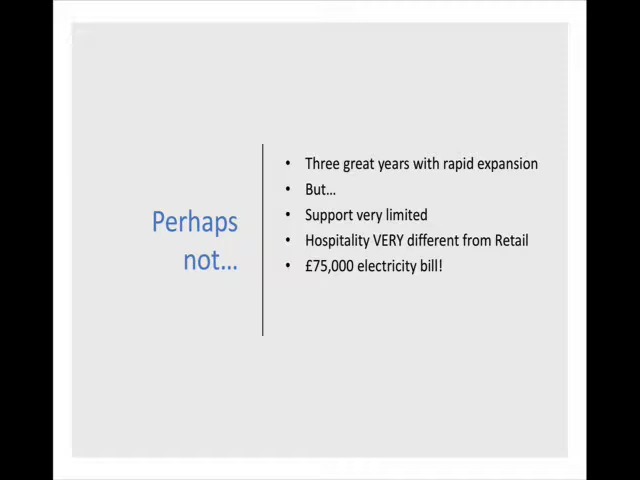 Perhaps
not...
• Three great years with rapid expansion
• But...
• Support very limited
• Hospitality VERY different from Retail
• £75,000 electricity bill!